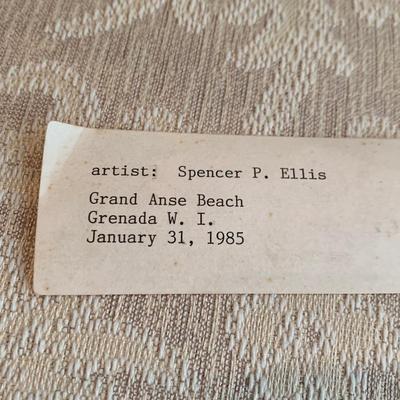 artist: Spencer P. Ellis
Grand Anse Beach
Grenada W. I.
January 31, 1985